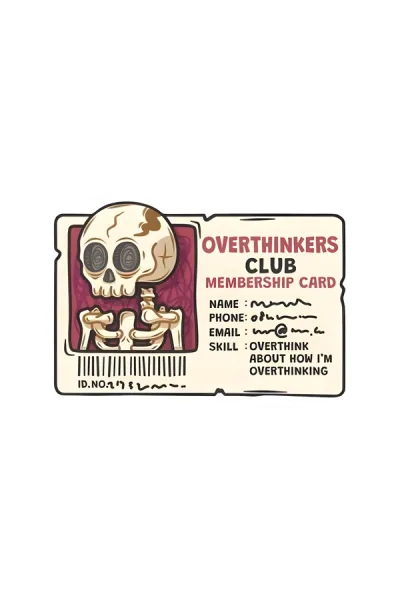 OVERTHINKERS
CLUB
MEMBERSHIP CARD
NAME :
PHONE:
EMAIL :
SKILL : OVERTHINK
ABOUT HOW I'M
OVERTHINKING
ID.NO.